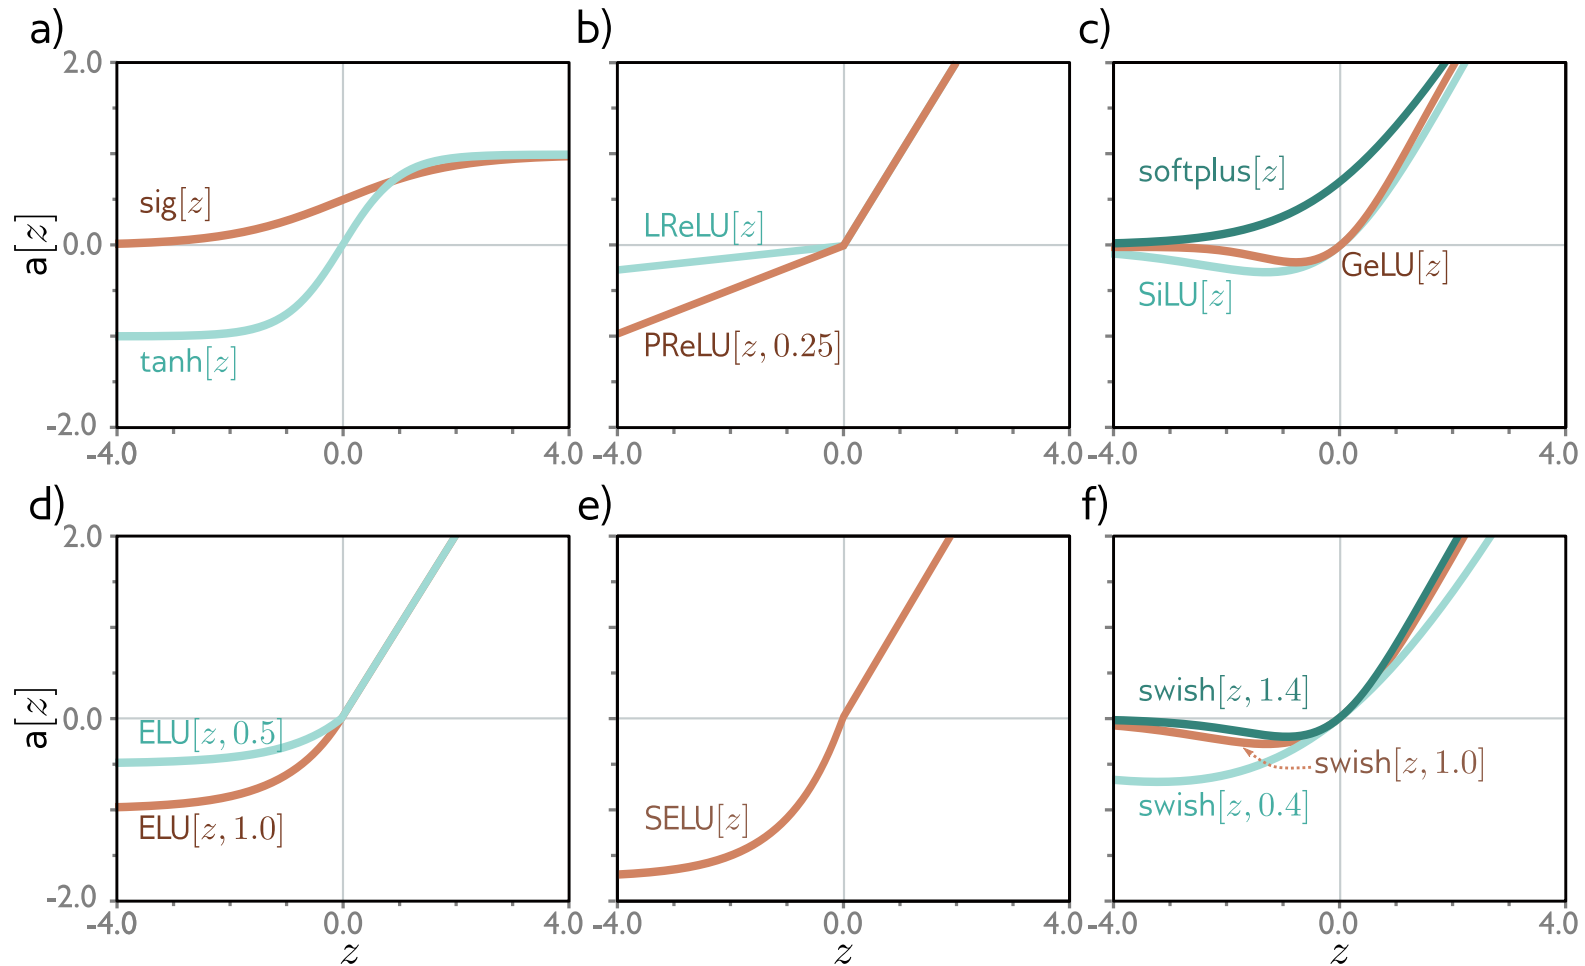 a)
b)
c)
2.0
0.0
-2.0
a[z]
sig[z]
tanh[z]
-4.0 0.0 4.0
LReLU[z]
PReLU[z, 0.25]
-4.0 0.0 4.0
softplus[z]
GeLU[z]
SiLU[z]
-4.0 0.0 4.0
d)
e)
f)
2.0
0.0
-2.0
a[z]
ELU[z, 0.5]
ELU[z, 1.0]
-4.0 0.0 4.0
z
SELU[z]
-4.0 0.0 4.0
z
swish[z, 1.4]
swish[z, 1.0]
swish[z, 0.4]
-4.0 0.0 4.0
z